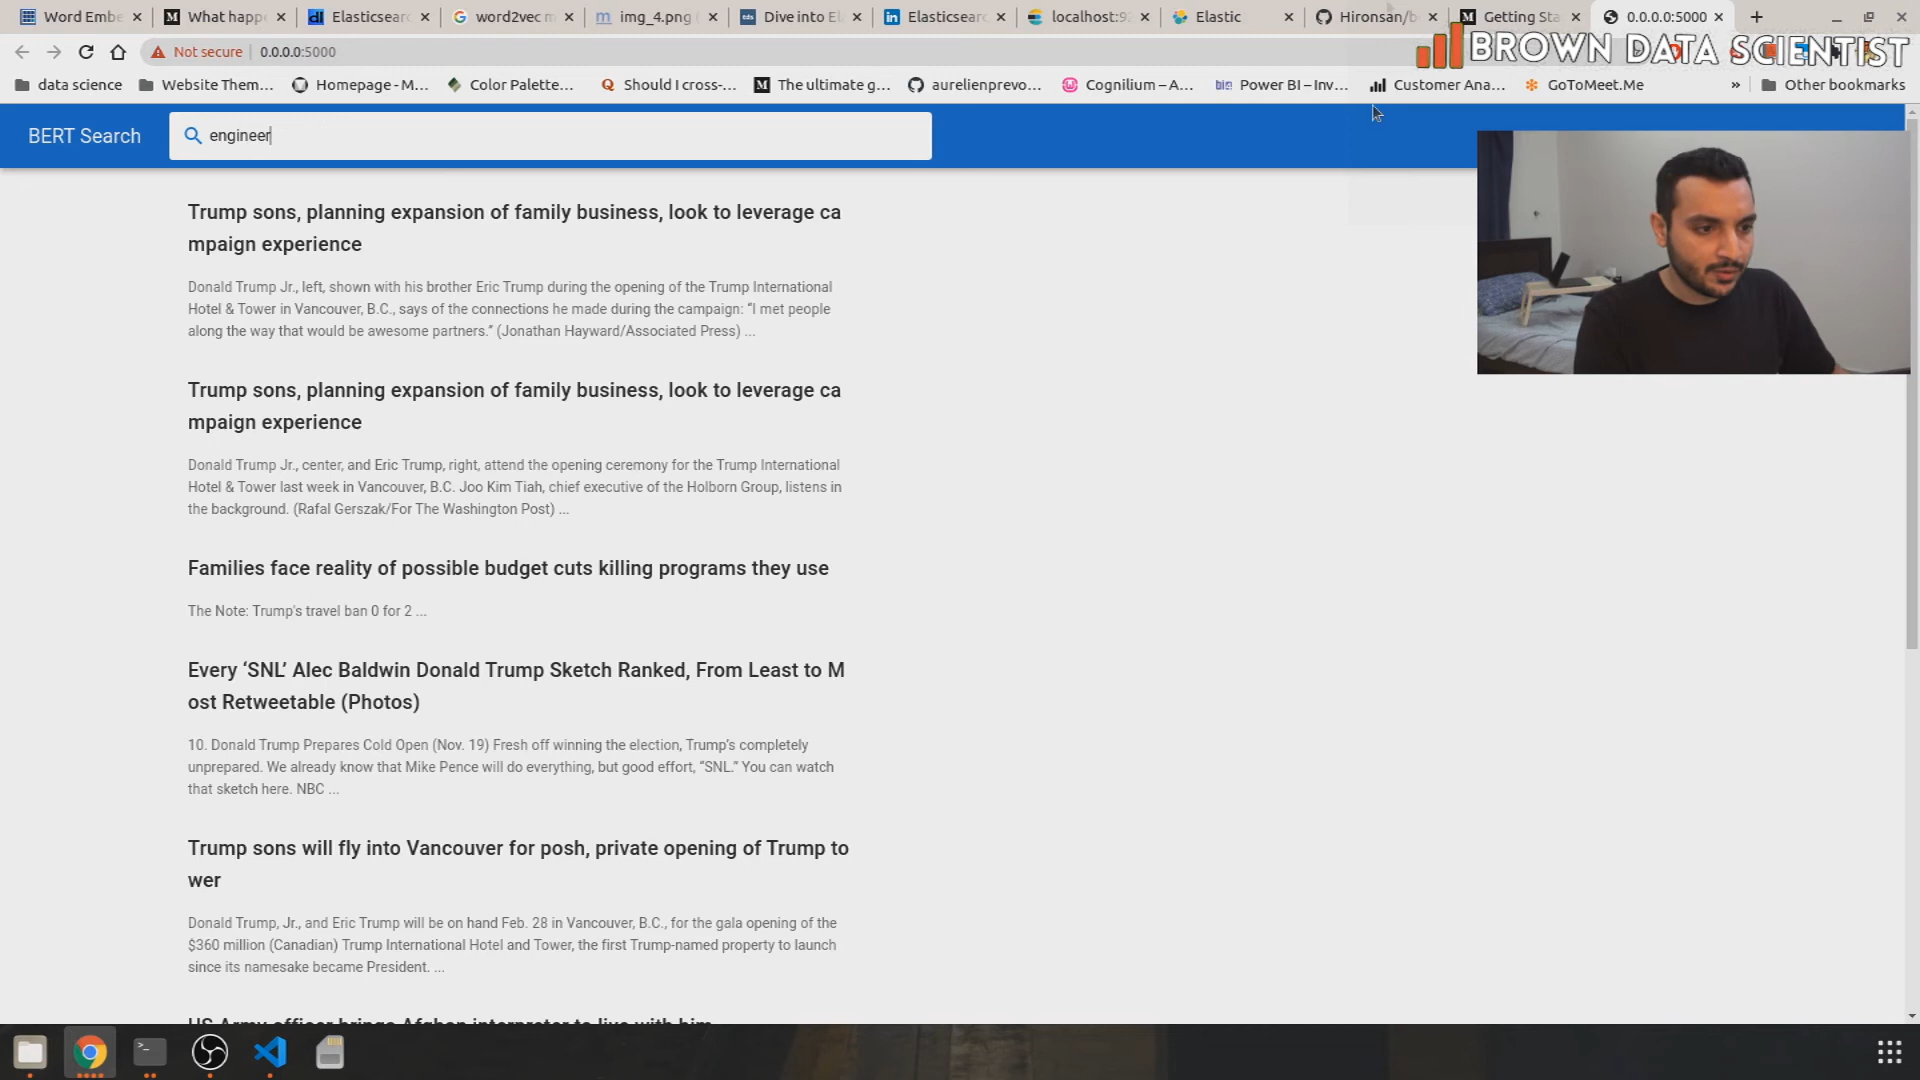 Word Embe
What happ
Elasticsear
word2vec m
img_4.png
Dive into El
Elasticsear
localhost:9
Elastic
Hironsan/b
Getting Sta
0.0.0.0:5000
Not secure
0.0.0.0:5000
BROWN DATA SCIENTIST
data science
Website Them...
Homepage - M...
Color Palette...
Should I cross-...
The ultimate g...
aurelienprevo...
Cognilium – A...
Power BI – Inv...
Customer Ana...
GoToMeet.Me
»
Other bookmarks
BERT Search
engineer
Trump sons, planning expansion of family business, look to leverage ca
mpaign experience
Donald Trump Jr., left, shown with his brother Eric Trump during the opening of the Trump International
Hotel & Tower in Vancouver, B.C., says of the connections he made during the campaign: “I met people
along the way that would be awesome partners.” (Jonathan Hayward/Associated Press) ...
Trump sons, planning expansion of family business, look to leverage ca
mpaign experience
Donald Trump Jr., center, and Eric Trump, right, attend the opening ceremony for the Trump International
Hotel & Tower last week in Vancouver, B.C. Joo Kim Tiah, chief executive of the Holborn Group, listens in
the background. (Rafal Gerszak/For The Washington Post) ...
Families face reality of possible budget cuts killing programs they use
The Note: Trump's travel ban 0 for 2 ...
Every ‘SNL’ Alec Baldwin Donald Trump Sketch Ranked, From Least to M
ost Retweetable (Photos)
10. Donald Trump Prepares Cold Open (Nov. 19) Fresh off winning the election, Trump’s completely
unprepared. We already know that Mike Pence will do everything, but good effort, “SNL.” You can watch
that sketch here. NBC ...
Trump sons will fly into Vancouver for posh, private opening of Trump to
wer
Donald Trump, Jr., and Eric Trump will be on hand Feb. 28 in Vancouver, B.C., for the gala opening of the
$360 million (Canadian) Trump International Hotel and Tower, the first Trump-named property to launch
since its namesake became President. ...
US Army officer brings Afghan interpreter to live with him